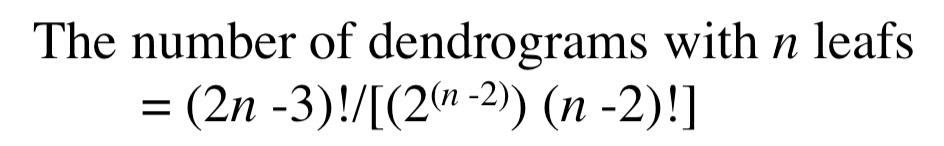 The number of dendrograms with n leafs
= (2n -3)!/[(2⁽ⁿ ⁻²⁾) (n -2)!]